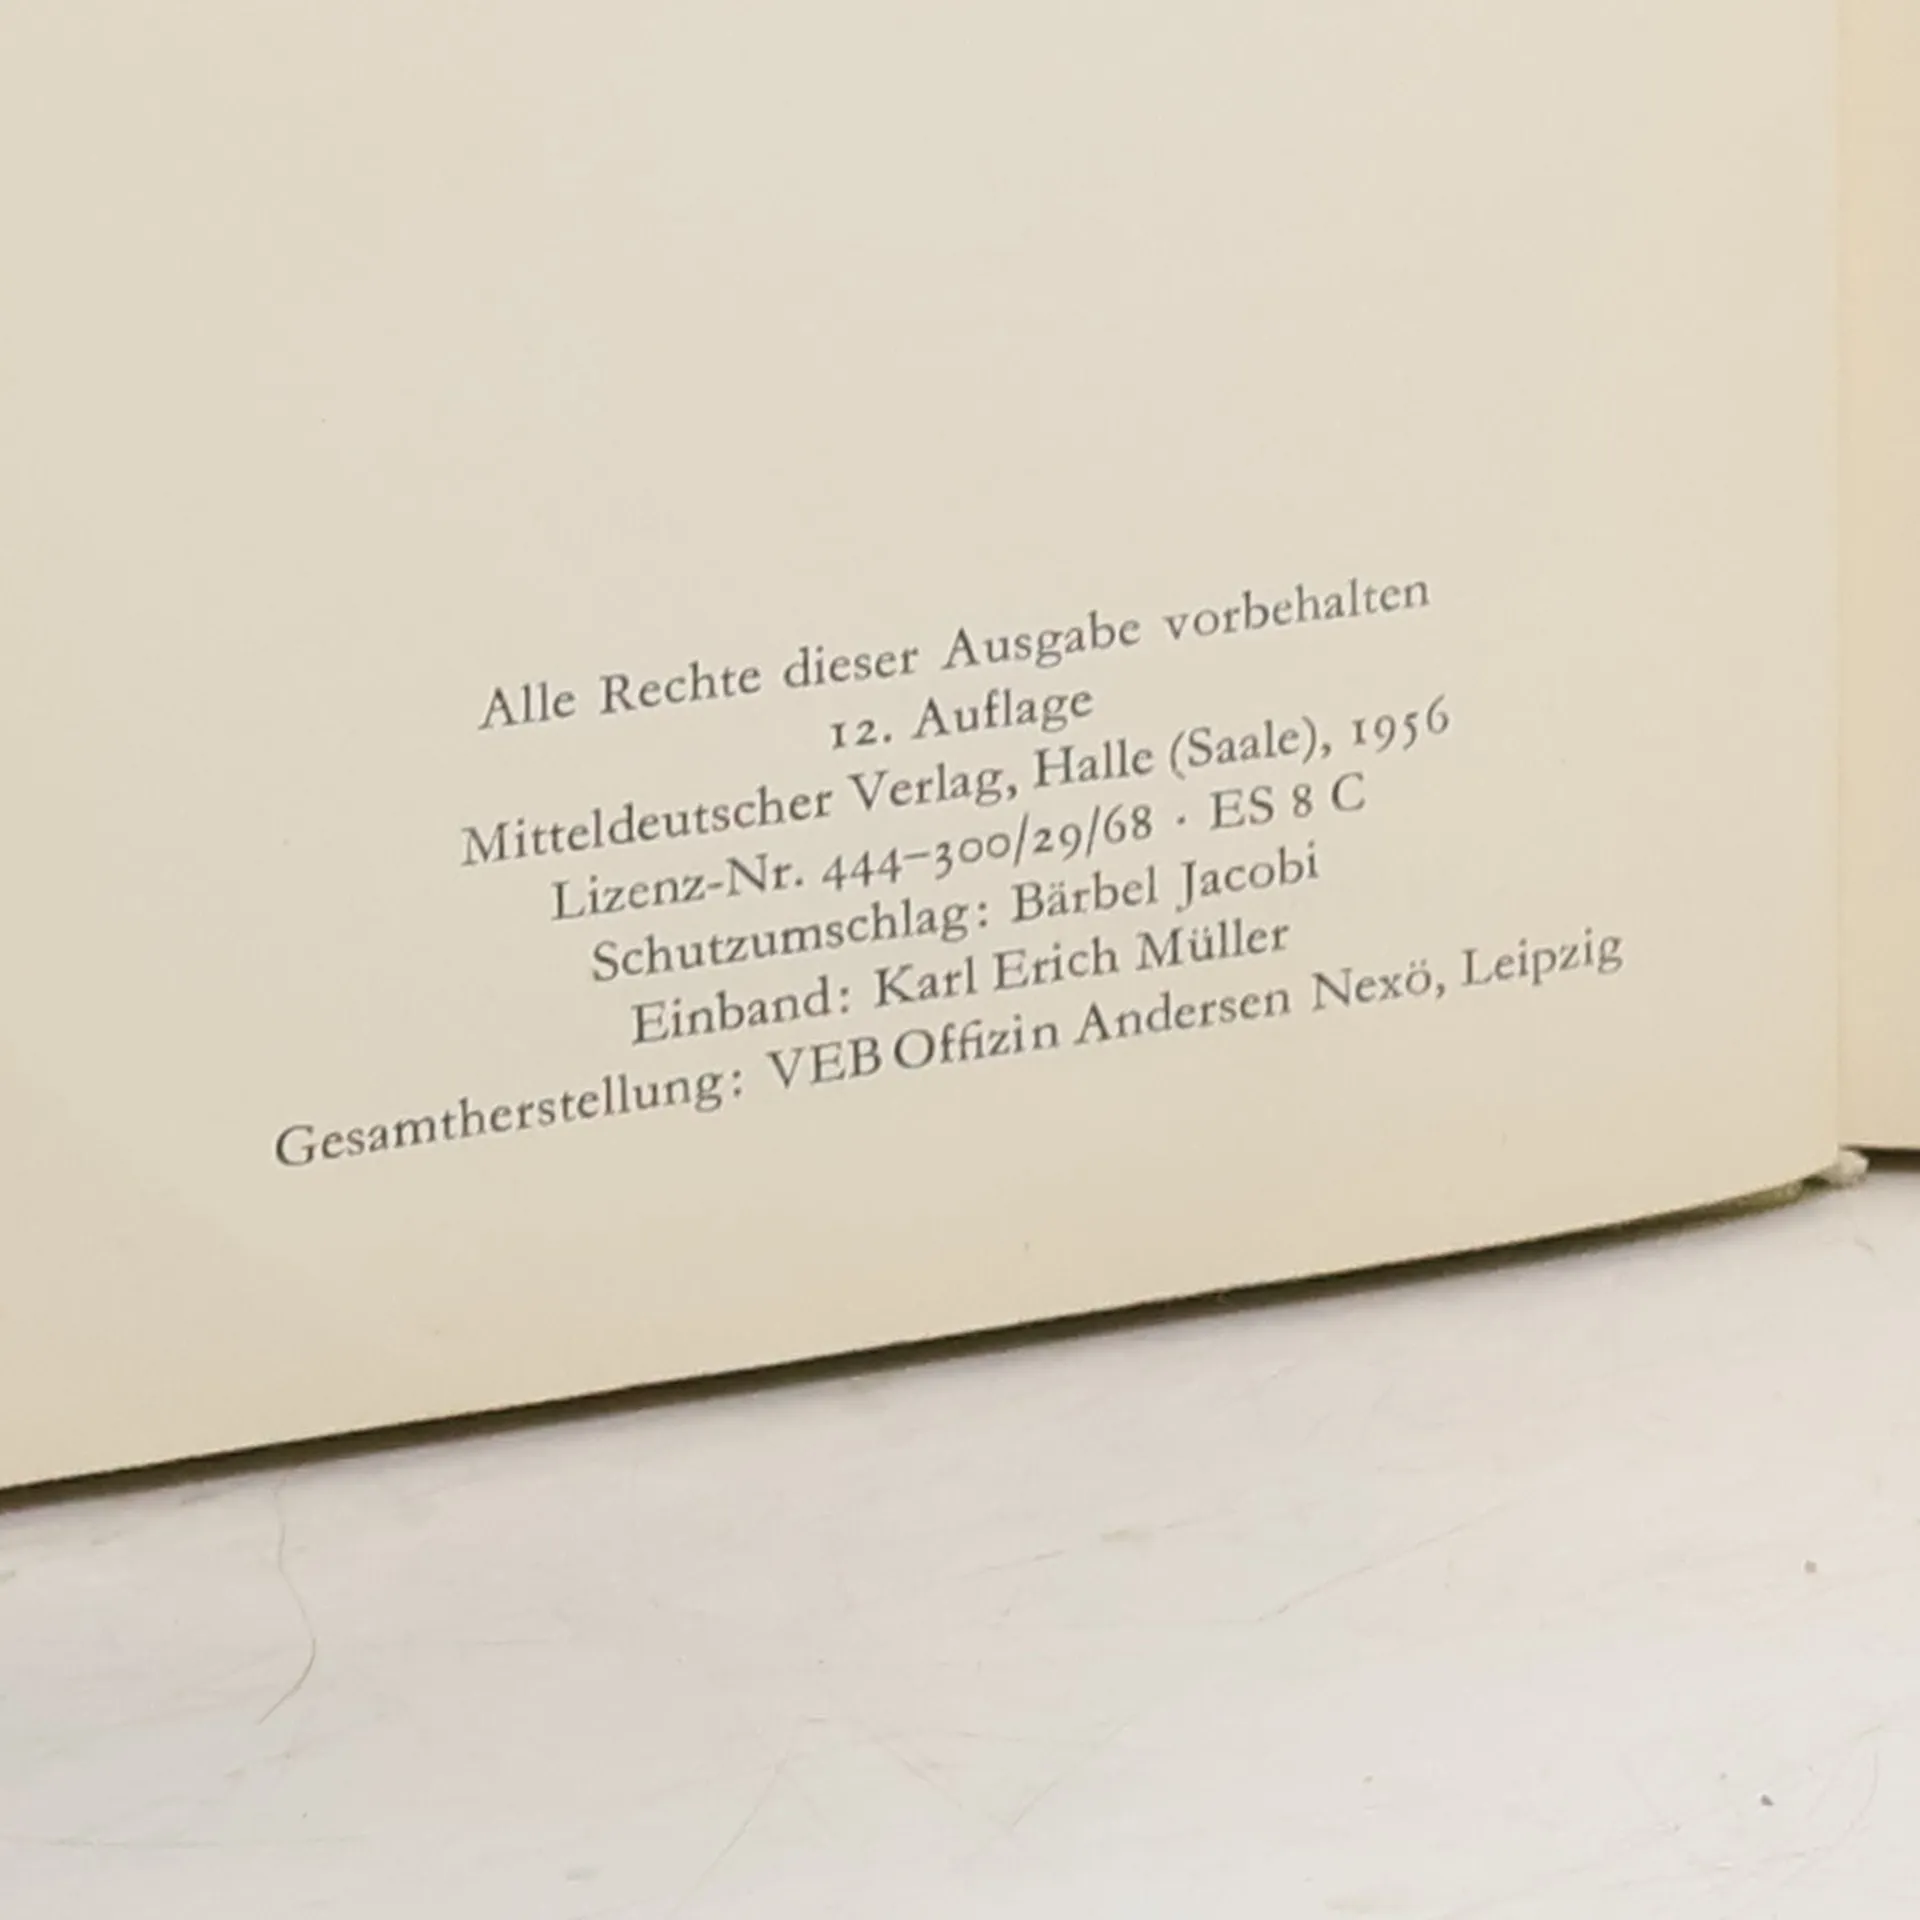 Alle Rechte dieser Ausgabe vorbehalten
12. Auflage
Mitteldeutscher Verlag, Halle (Saale), 1956
Lizenz-Nr. 444–300/29/68 · ES 8 C
Schutzumschlag: Bärbel Jacobi
Einband: Karl Erich Müller
Gesamtherstellung: VEB Offizin Andersen Nexö, Leipzig